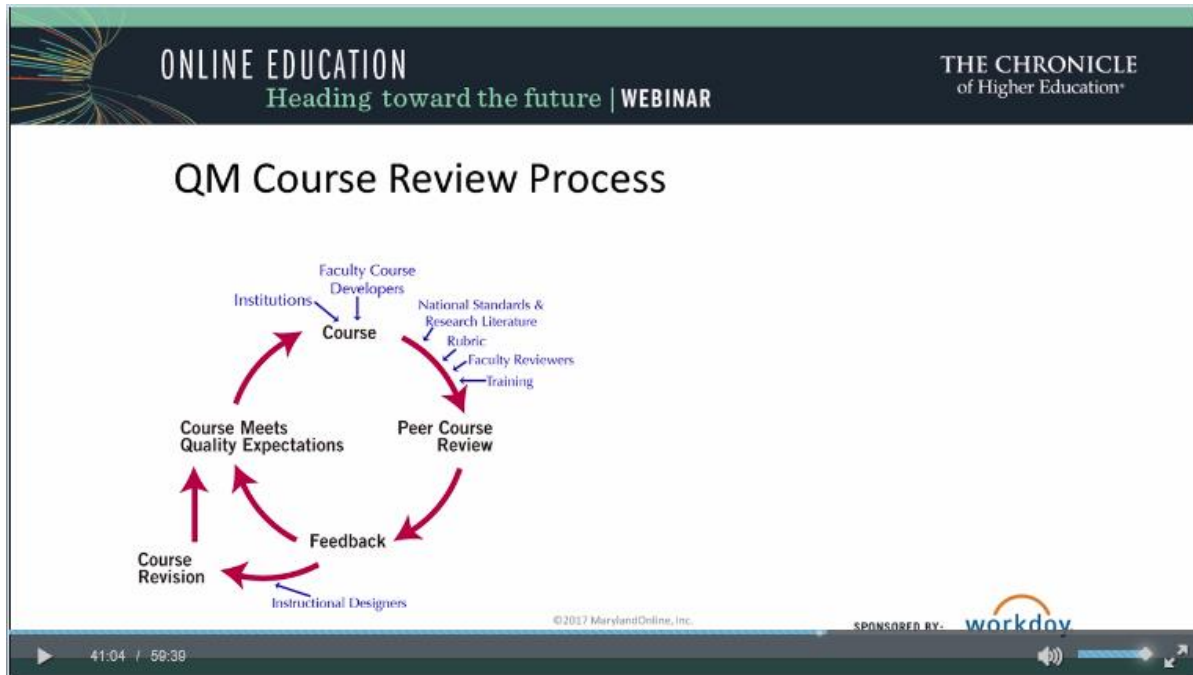 ONLINE EDUCATION
Heading toward the future | WEBINAR
THE CHRONICLE
of Higher Education®
QM Course Review Process
Faculty Course
Developers
Institutions
National Standards &
Research Literature
Course
Rubric
Faculty Reviewers
Training
Course Meets
Quality Expectations
Peer Course
Review
Feedback
Course
Revision
Instructional Designers
©2017 MarylandOnline, Inc.
SPONSORED BY:
workday
41:04 / 59:39